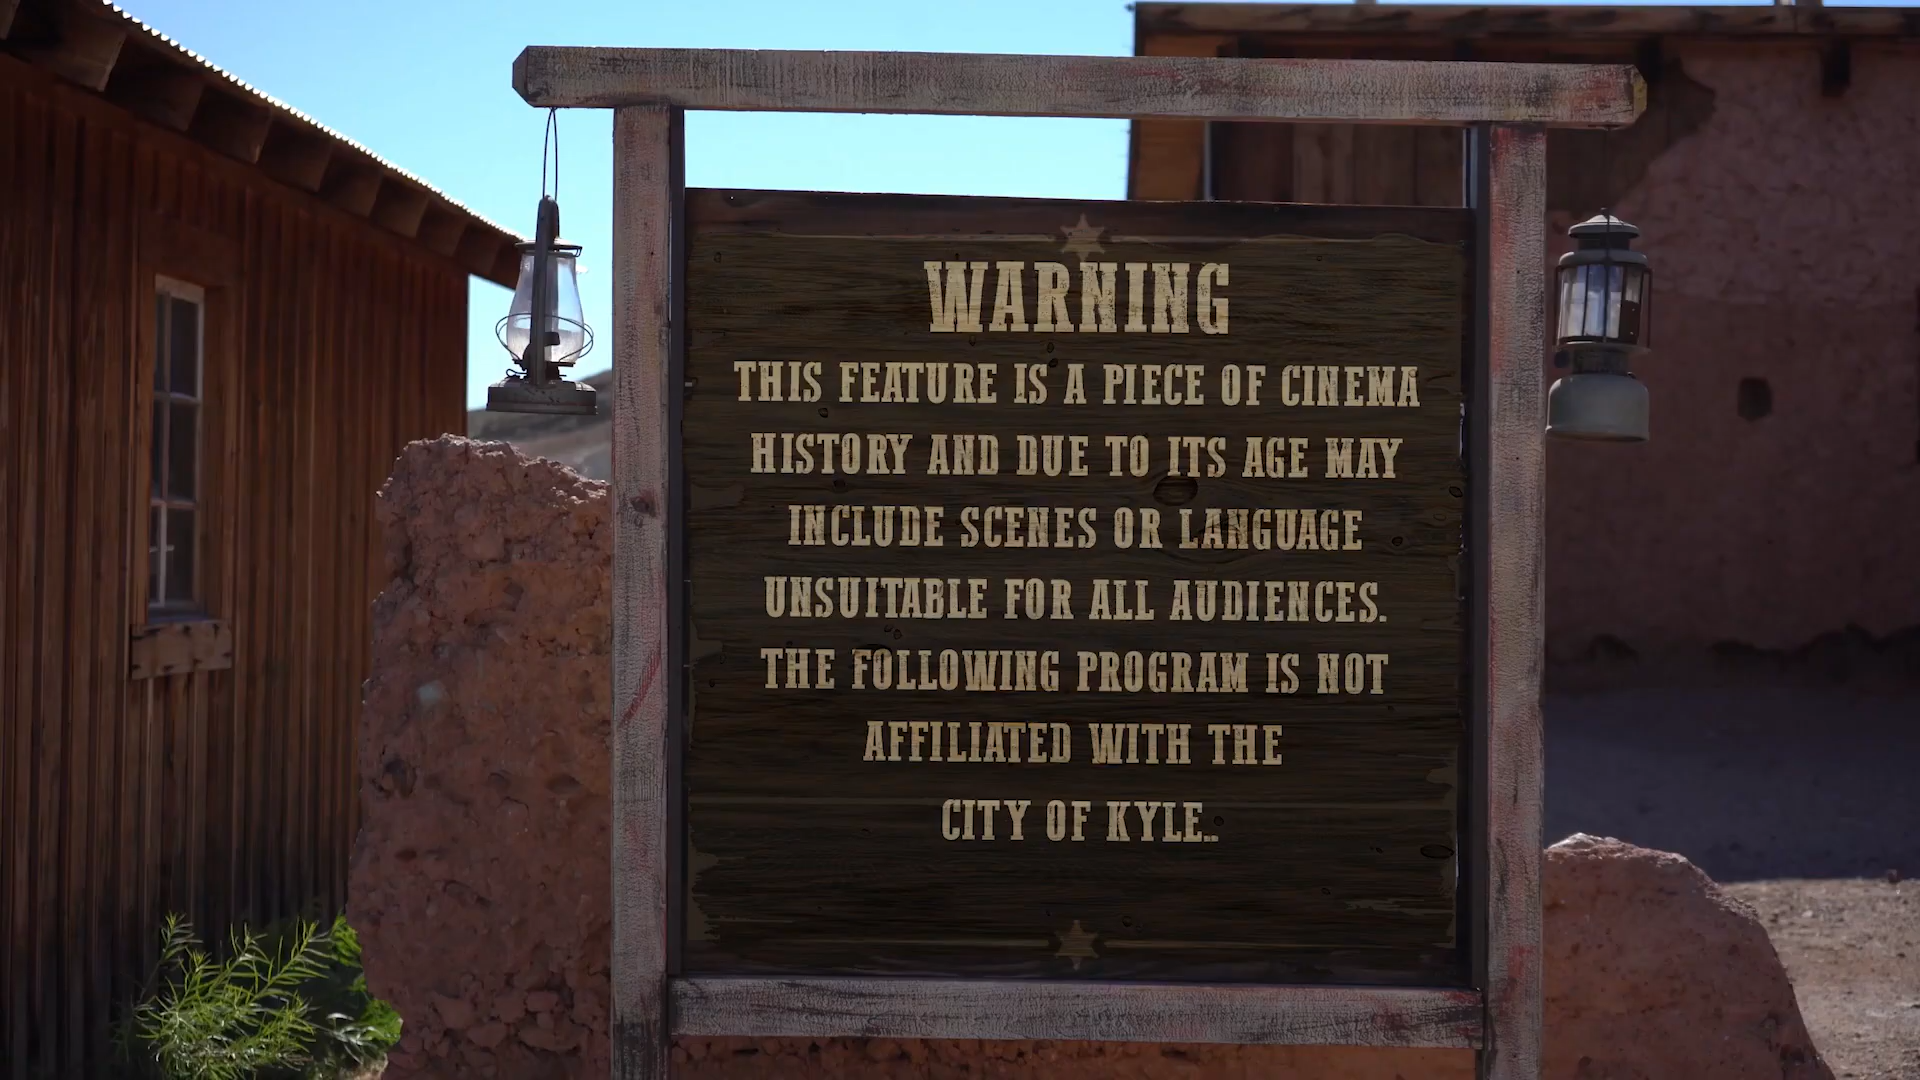 WARNING
THIS FEATURE IS A PIECE OF CINEMA
HISTORY AND DUE TO ITS AGE MAY
INCLUDE SCENES OR LANGUAGE
UNSUITABLE FOR ALL AUDIENCES.
THE FOLLOWING PROGRAM IS NOT
AFFILIATED WITH THE
CITY OF KYLE..